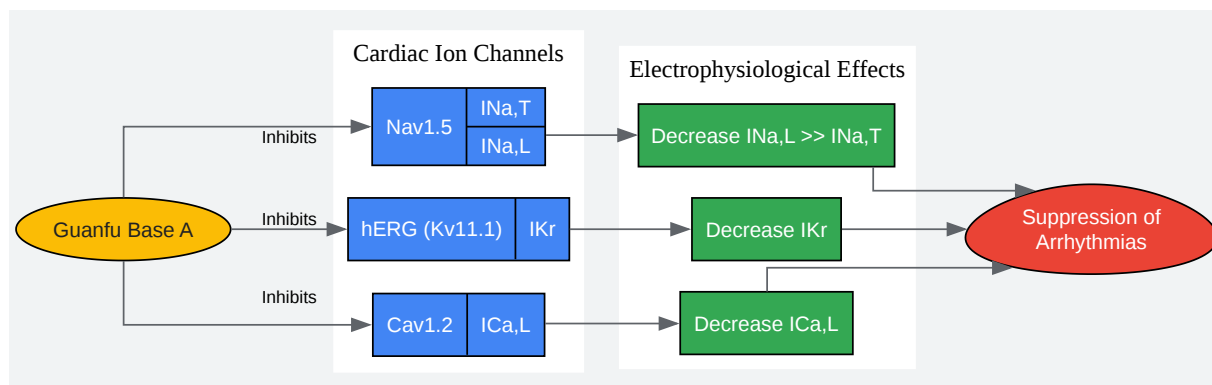 Cardiac Ion Channels
Electrophysiological Effects
Inhibits
Nav1.5
INa,T
INa,L
Decrease INa,L >> INa,T
Guanfu Base A
Inhibits
hERG (Kv11.1)
IKr
Decrease IKr
Suppression of
Arrhythmias
Inhibits
Cav1.2
ICa,L
Decrease ICa,L